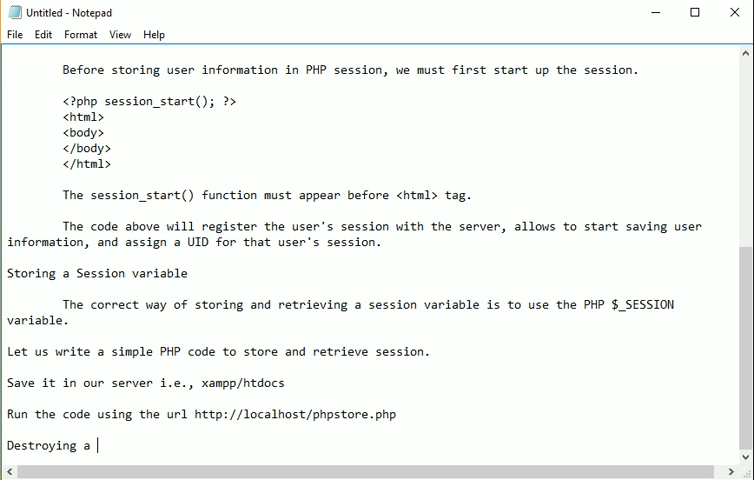 Untitled - Notepad
File Edit Format View Help
Before storing user information in PHP session, we must first start up the session.
<?php session_start(); ?>
<html>
<body>
</body>
</html>
The session_start() function must appear before <html> tag.
The code above will register the user's session with the server, allows to start saving user
information, and assign a UID for that user's session.
Storing a Session variable
The correct way of storing and retrieving a session variable is to use the PHP $_SESSION
variable.
Let us write a simple PHP code to store and retrieve session.
Save it in our server i.e., xampp/htdocs
Run the code using the url http://localhost/phpstore.php
Destroying a